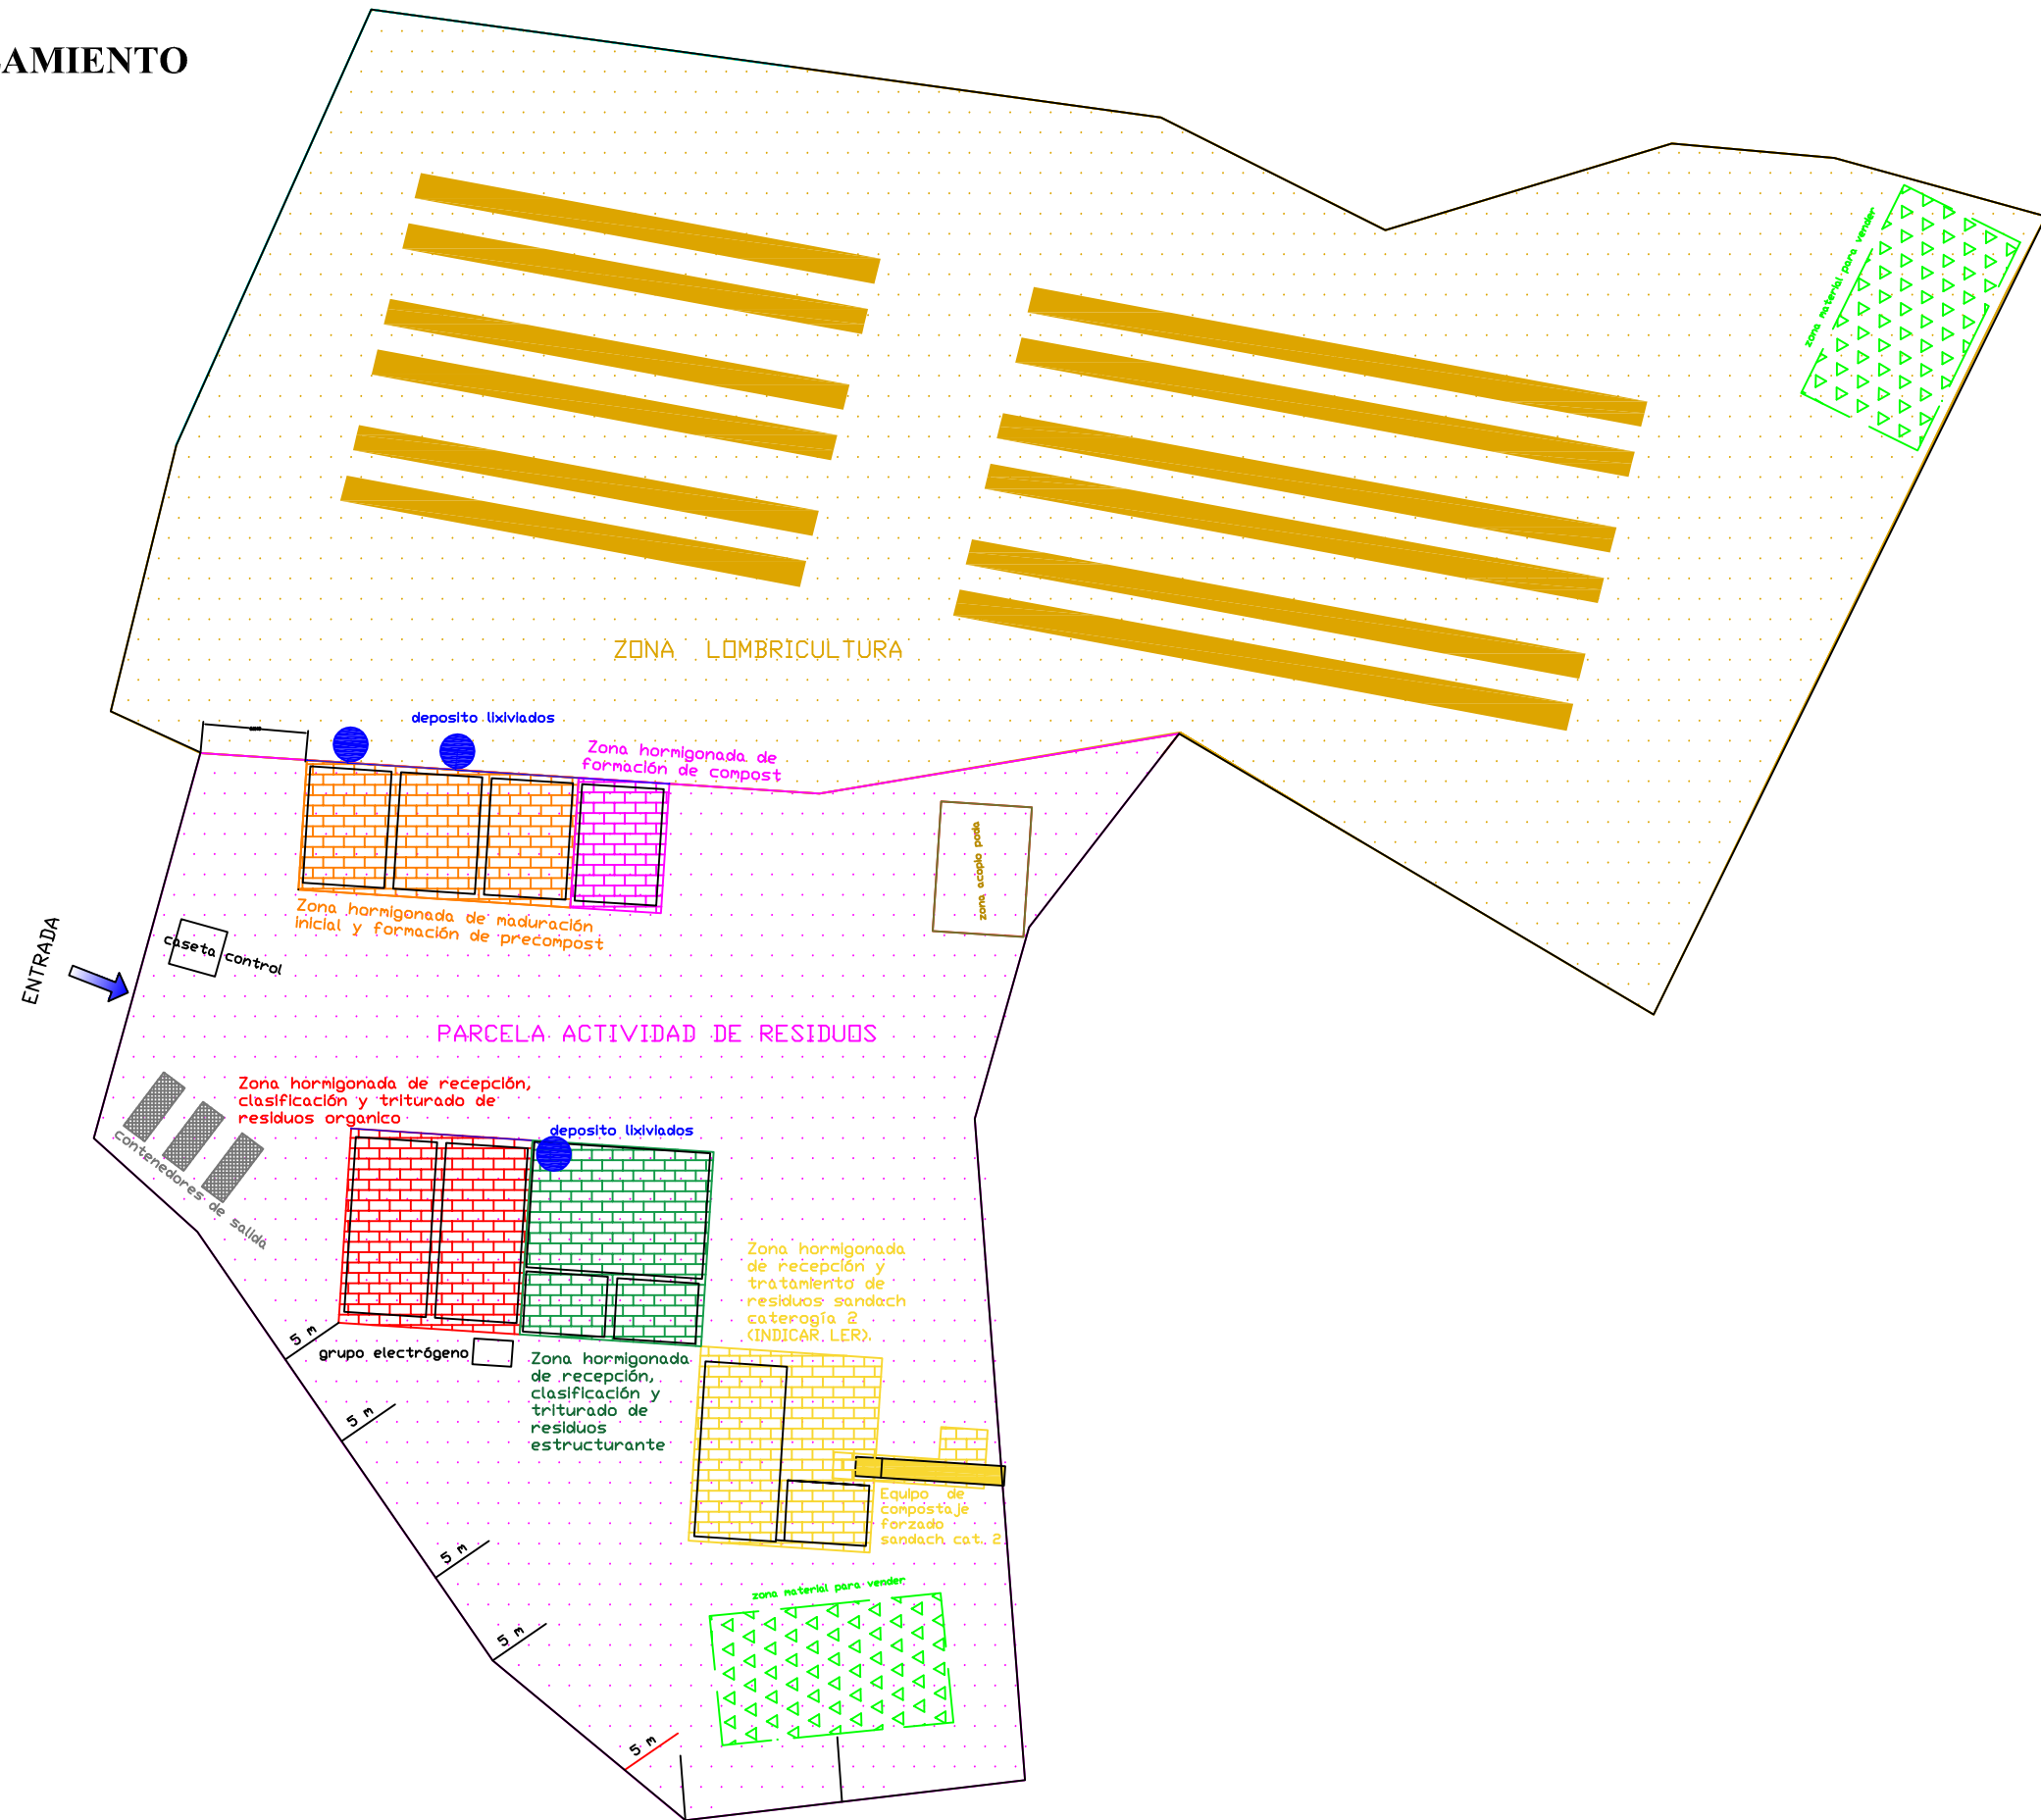 AMIENTO
zona material para vender
ZONA LOMBRICULTURA
deposito lixiviados
Zona hormigonada de
formación de compost
zona acopio poda
Zona hormigonada de maduración
inicial y formación de precompost
ENTRADA
caseta control
PARCELA ACTIVIDAD DE RESIDUOS
Zona hormigonada de recepción,
clasificación y triturado de
residuos organico
deposito lixiviados
contenedores de salida
Zona hormigonada
de recepción y
tratamiento de
residuos sandach
caterogía 2
(INDICAR LER).
5 m
grupo electrógeno
Zona hormigonada
de recepción,
clasificación y
triturado de
residuos
estructurante
5 m
Equipo de
compostaje
forzado
sandach cat. 2
5 m
zona material para vender
5 m
5 m